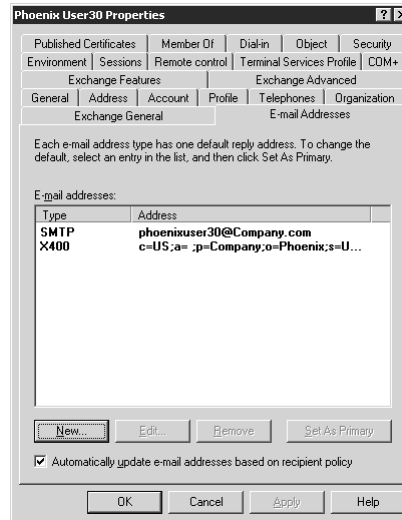 Phoenix User30 Properties
Published Certificates Member Of Dial-in Object Security
Environment Sessions Remote control Terminal Services Profile COM+
Exchange Features Exchange Advanced
General Address Account Profile Telephones Organization
Exchange General E-mail Addresses
Each e-mail address type has one default reply address. To change the
default, select an entry in the list, and then click Set As Primary.
E-mail addresses:
Type Address
SMTP phoenixuser30@Company.com
X400 c=US;a= ;p=Company;o=Phoenix;s=U...
New... Edit... Remove Set As Primary
Automatically update e-mail addresses based on recipient policy
OK Cancel Apply Help